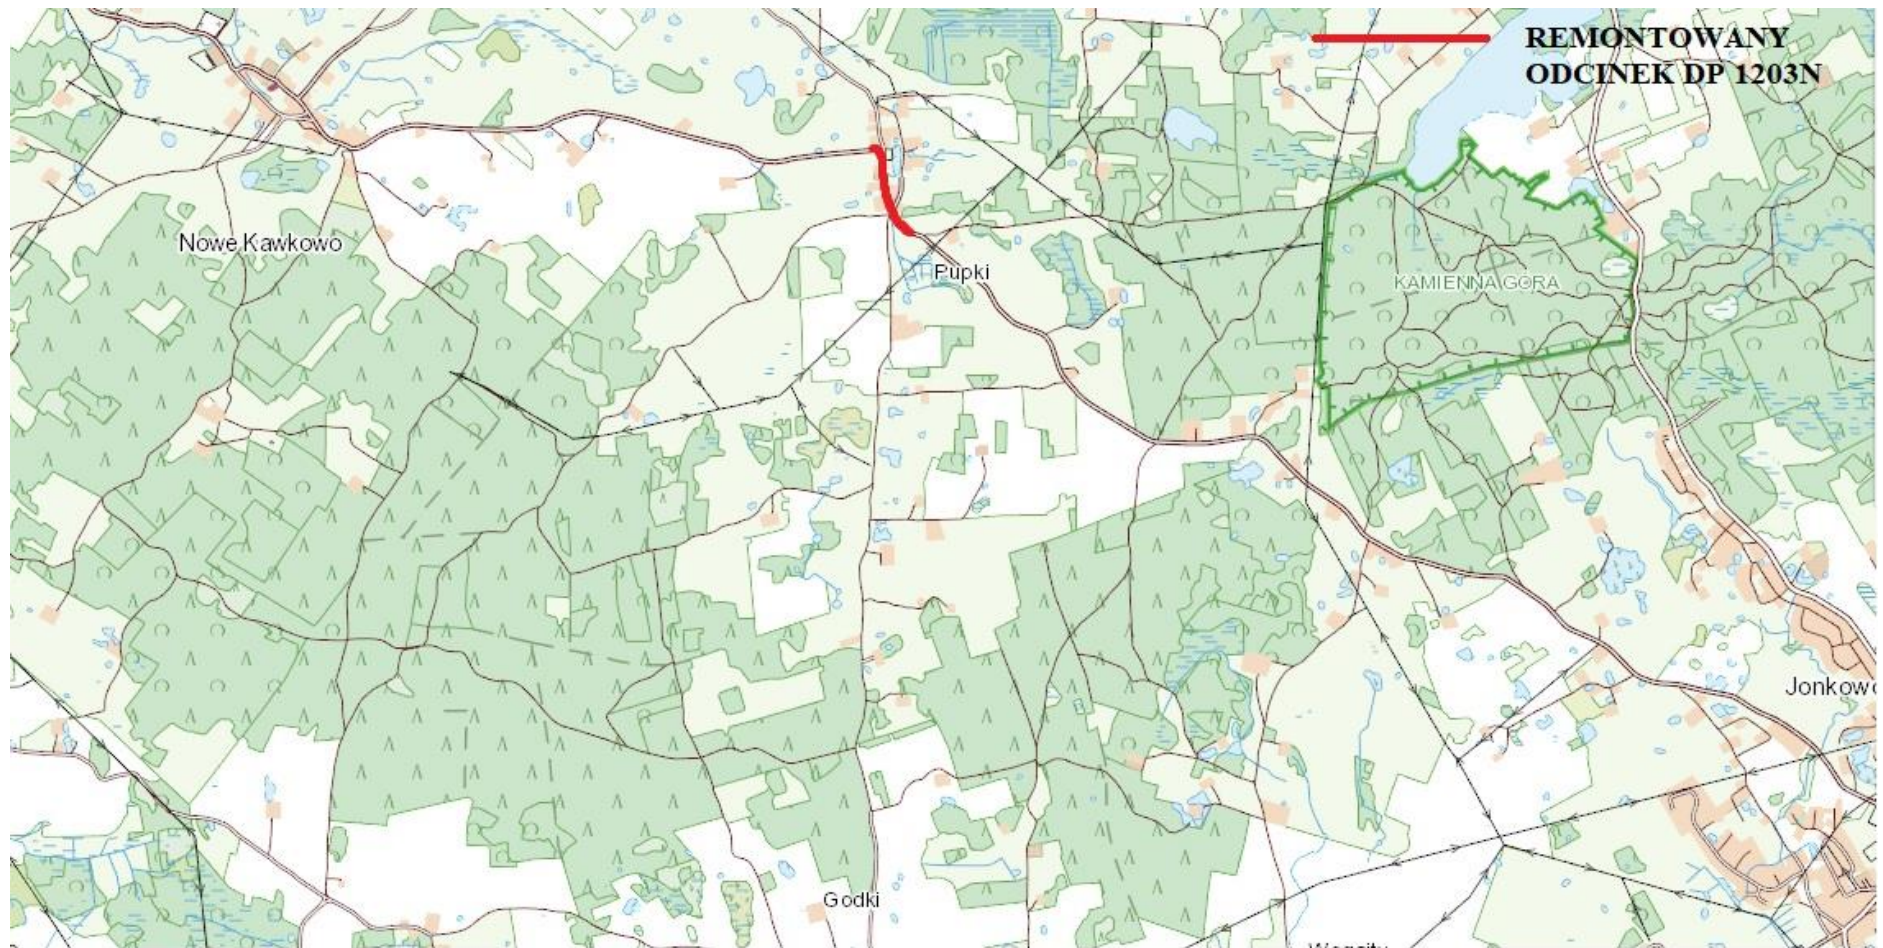 REMONTOWANY
ODCINEK DP 1203N
Nowe Kawkowo
Pupki
KAMIENNA GÓRA
Jonkowo
Godki